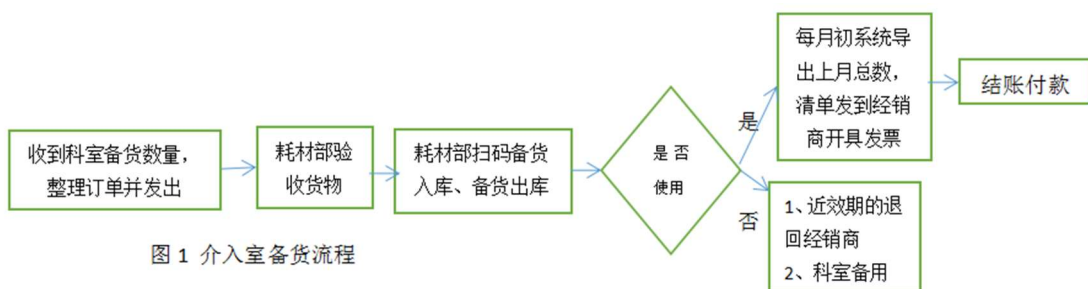 收到科室备货数量，
整理订单并发出
耗材部验
收货物
耗材部扫码备货
入库、备货出库
是 否
使用
是
每月初系统导
出上月总数，
清单发到经销
商开具发票
结账付款
否
1、近效期的退
回经销商
2、科室备用
图 1 介入室备货流程